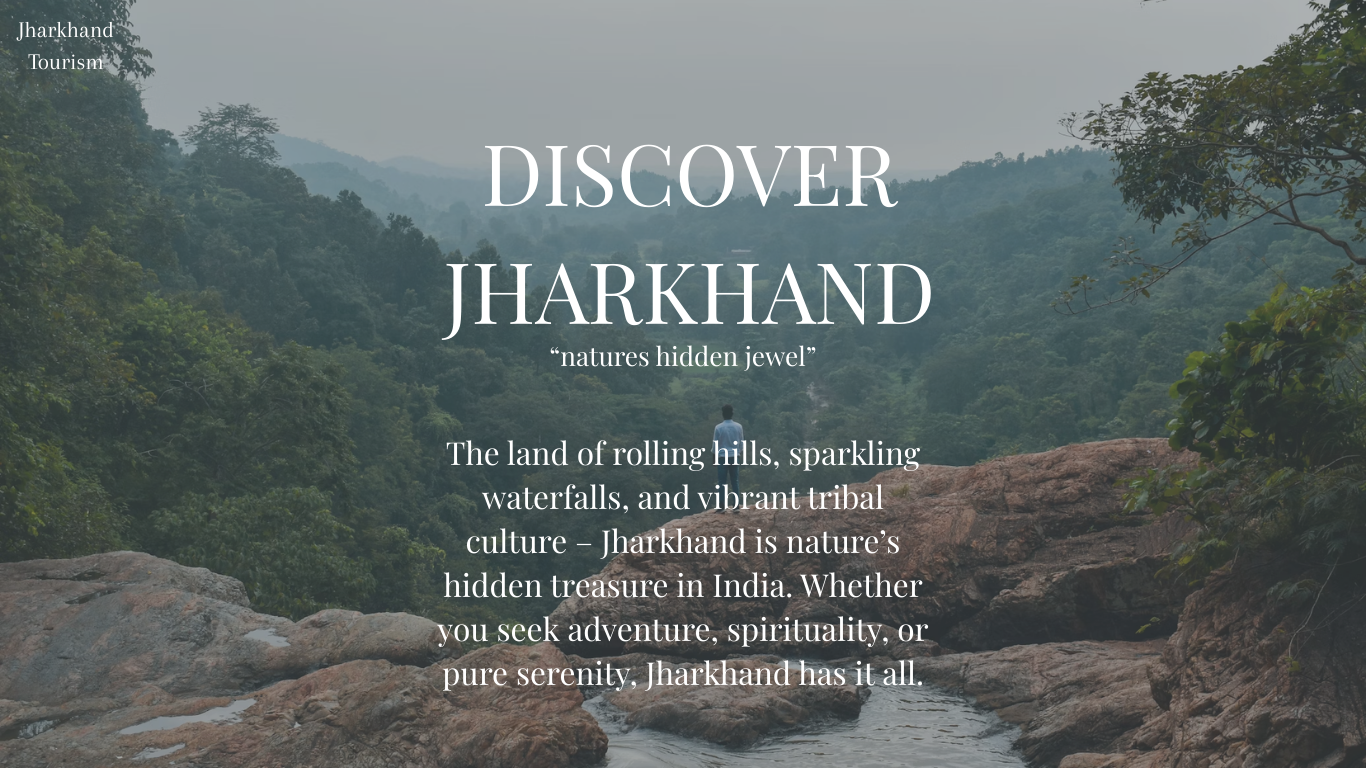 Jharkhand
Tourism
DISCOVER
JHARKHAND
“natures hidden jewel”
The land of rolling hills, sparkling
waterfalls, and vibrant tribal
culture – Jharkhand is nature’s
hidden treasure in India. Whether
you seek adventure, spirituality, or
pure serenity, Jharkhand has it all.